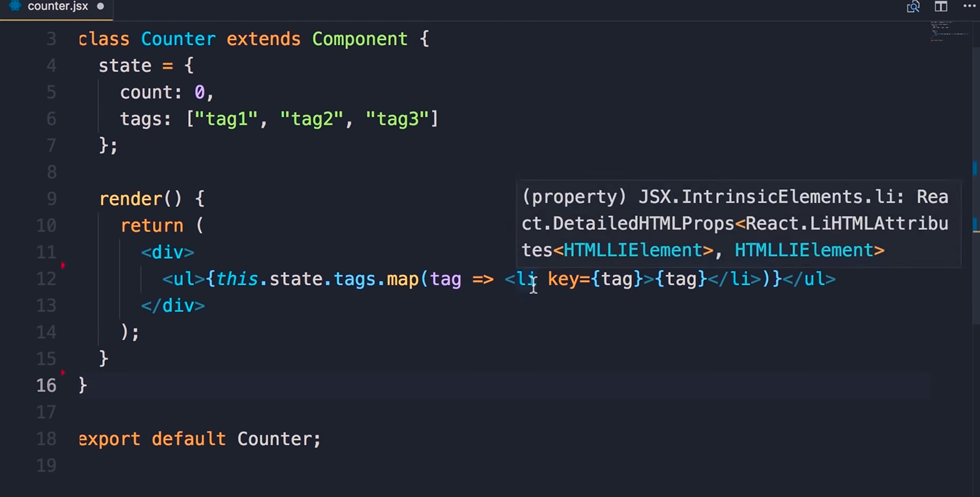 counter.jsx
3 class Counter extends Component {
4 state = {
5 count: 0,
6 tags: ["tag1", "tag2", "tag3"]
7 };
8
9 render() {
(property) JSX.IntrinsicElements.li: Rea
ct.DetailedHTMLProps<React.LiHTMLAttribu
tes<HTMLLIElement>, HTMLLIElement>
10 return (
11 <div>
12 <ul>{this.state.tags.map(tag => <li key={tag}>{tag}</li>)}</ul>
13 </div>
14 );
15 }
16 }
17
18 export default Counter;
19